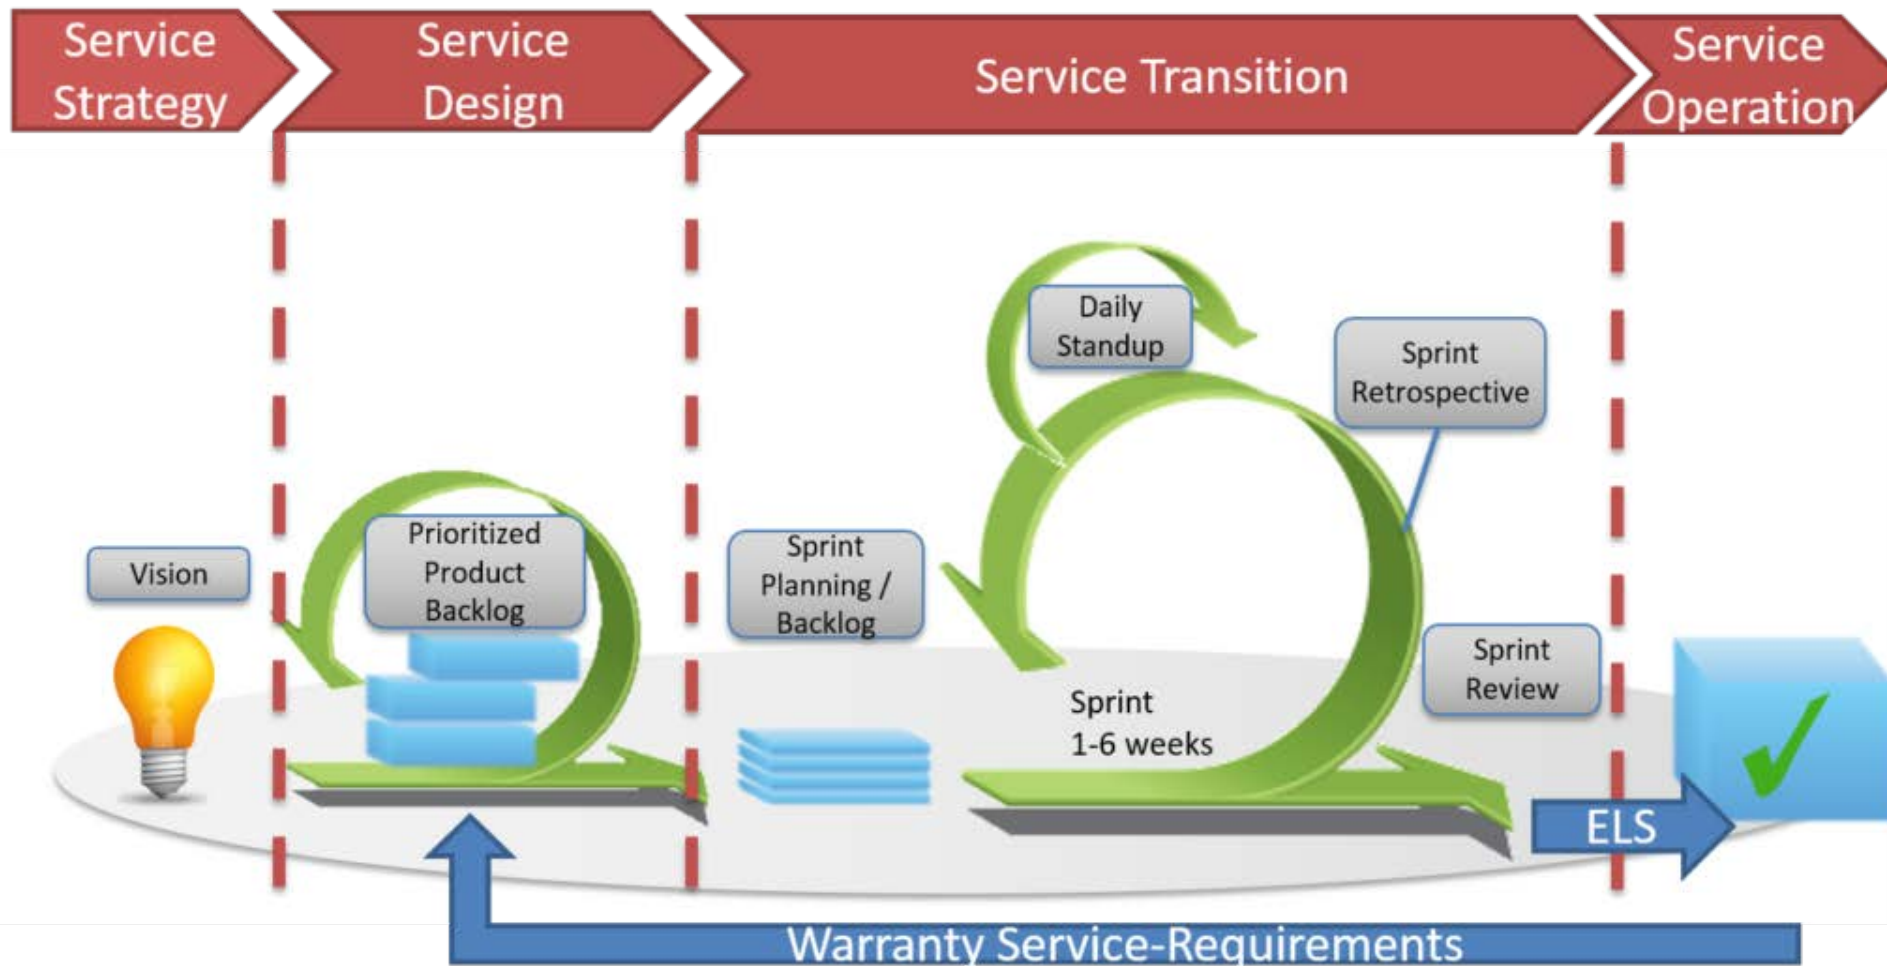 Service
Strategy
Service
Design
Service Transition
Service
Operation
Daily
Standup
Sprint
Retrospective
Prioritized
Product
Backlog
Sprint
Planning /
Backlog
Vision
Sprint
Review
Sprint
1-6 weeks
ELS
Warranty Service-Requirements